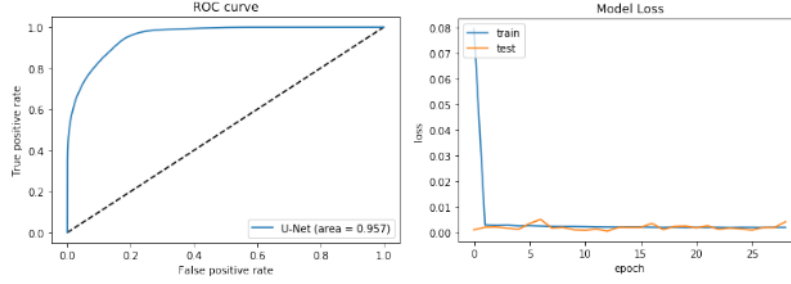 ROC curve
1.0
0.8
0.6
0.4
0.2
0.0
True positive rate
0.0 0.2 0.4 0.6 0.8 1.0
False positive rate
U-Net (area = 0.957)
Model Loss
train
test
0.08
0.07
0.06
0.05
0.04
0.03
0.02
0.01
0.00
loss
0 5 10 15 20 25
epoch